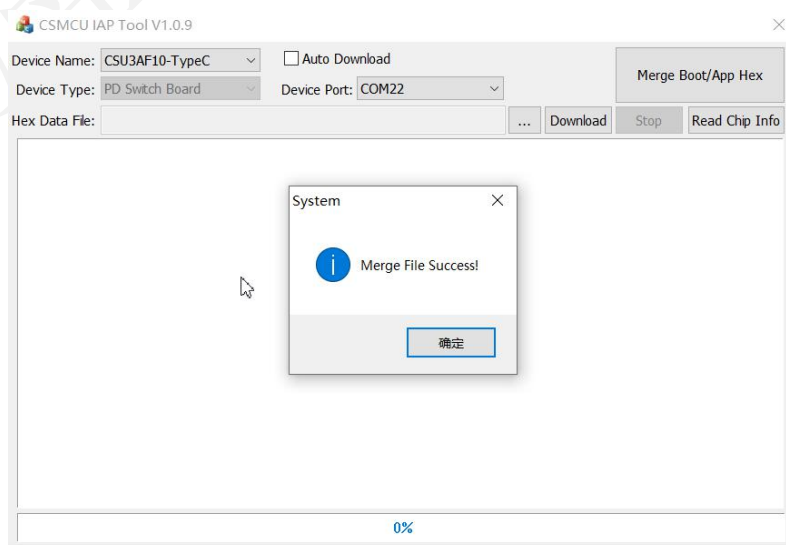 CSMCU IAP Tool V1.0.9
Device Name: CSU3AF10-TypeC Auto Download
Merge Boot/App Hex
Device Type: PD Switch Board Device Port: COM22
Hex Data File: ... Download Stop Read Chip Info
System
Merge File Success!
确定
0%